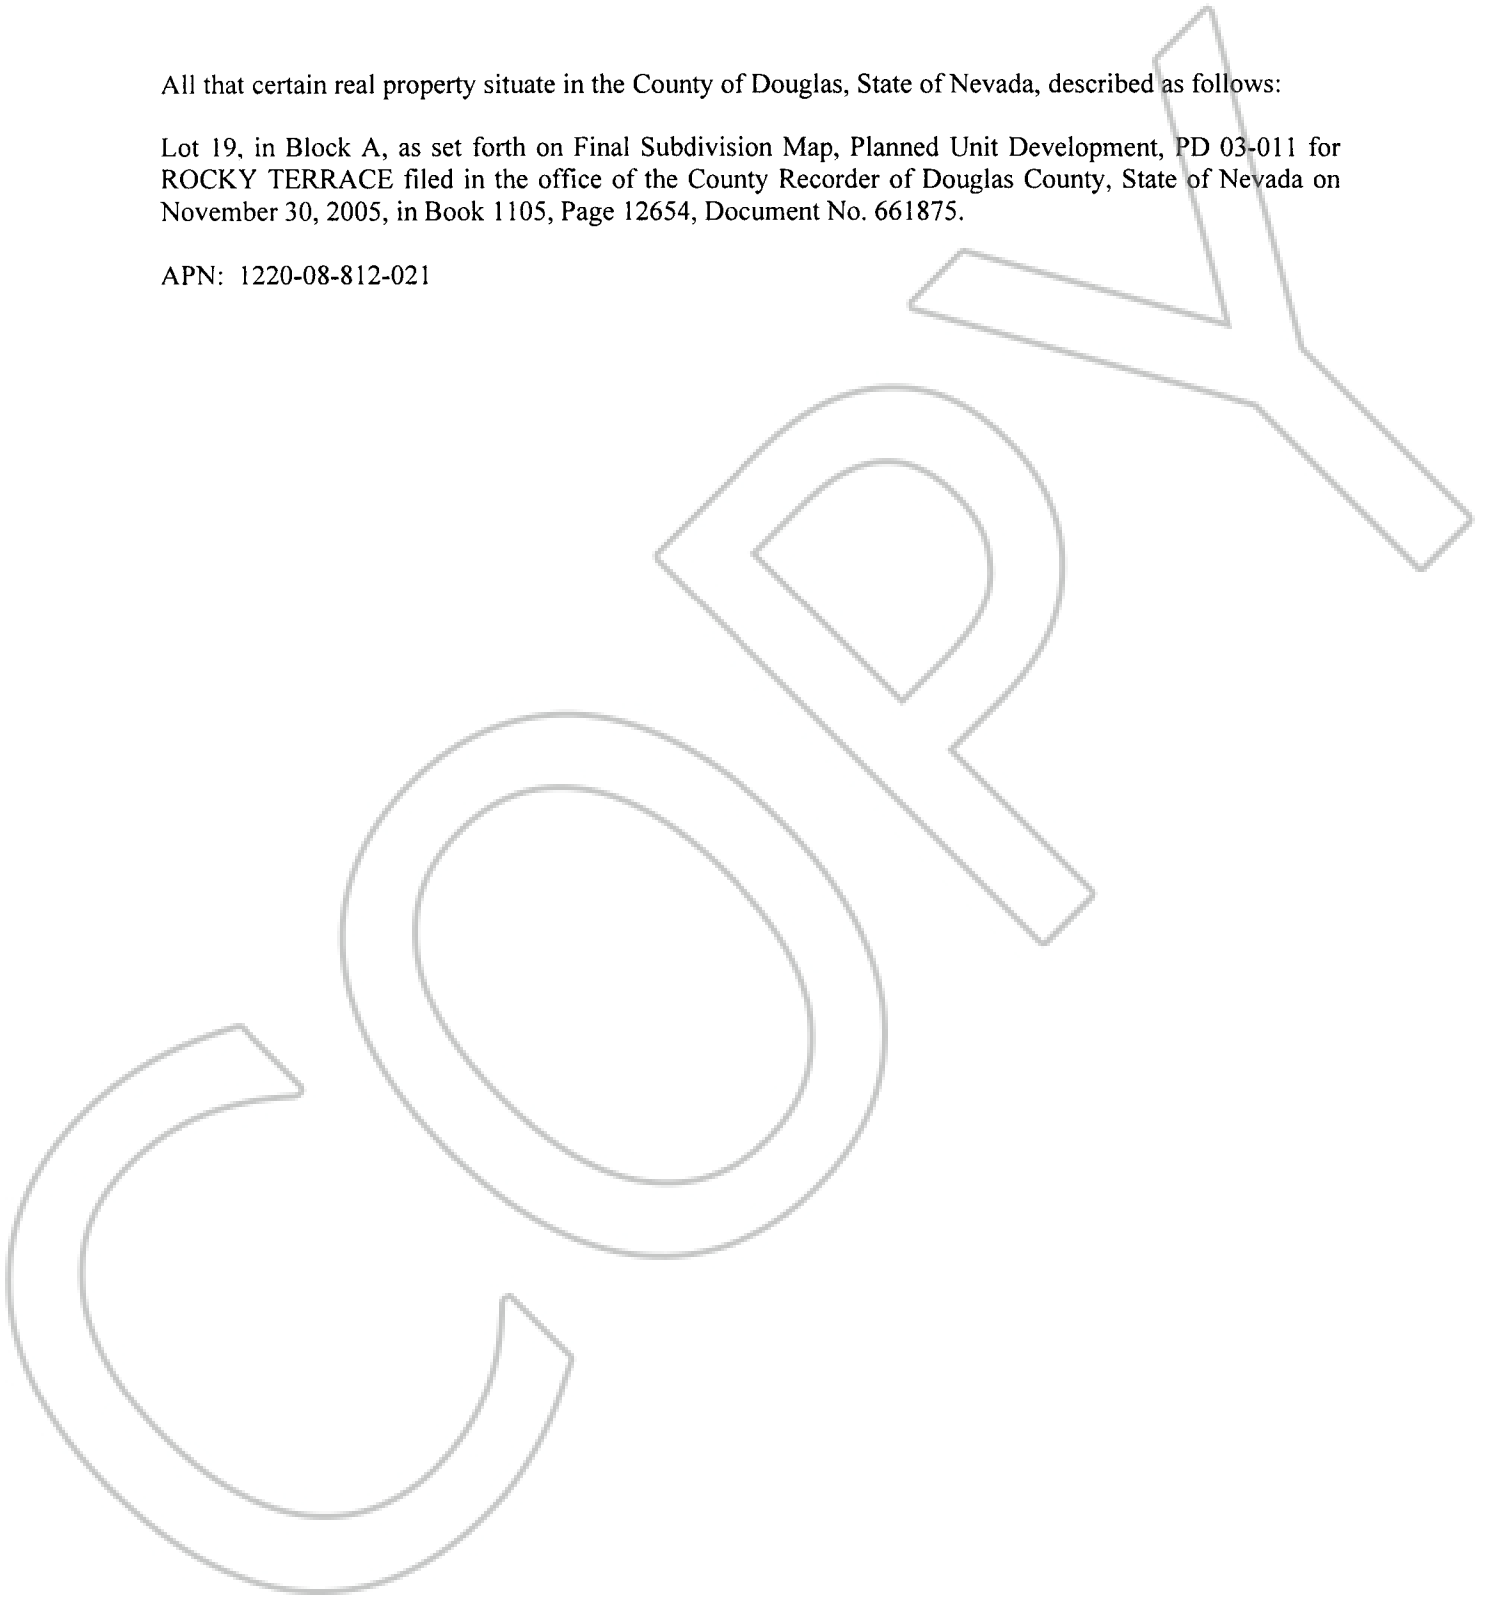 All that certain real property situate in the County of Douglas, State of Nevada, described as follows:
Lot 19, in Block A, as set forth on Final Subdivision Map, Planned Unit Development, PD 03-011 for
ROCKY TERRACE filed in the office of the County Recorder of Douglas County, State of Nevada on
November 30, 2005, in Book 1105, Page 12654, Document No. 661875.
APN: 1220-08-812-021
COPY